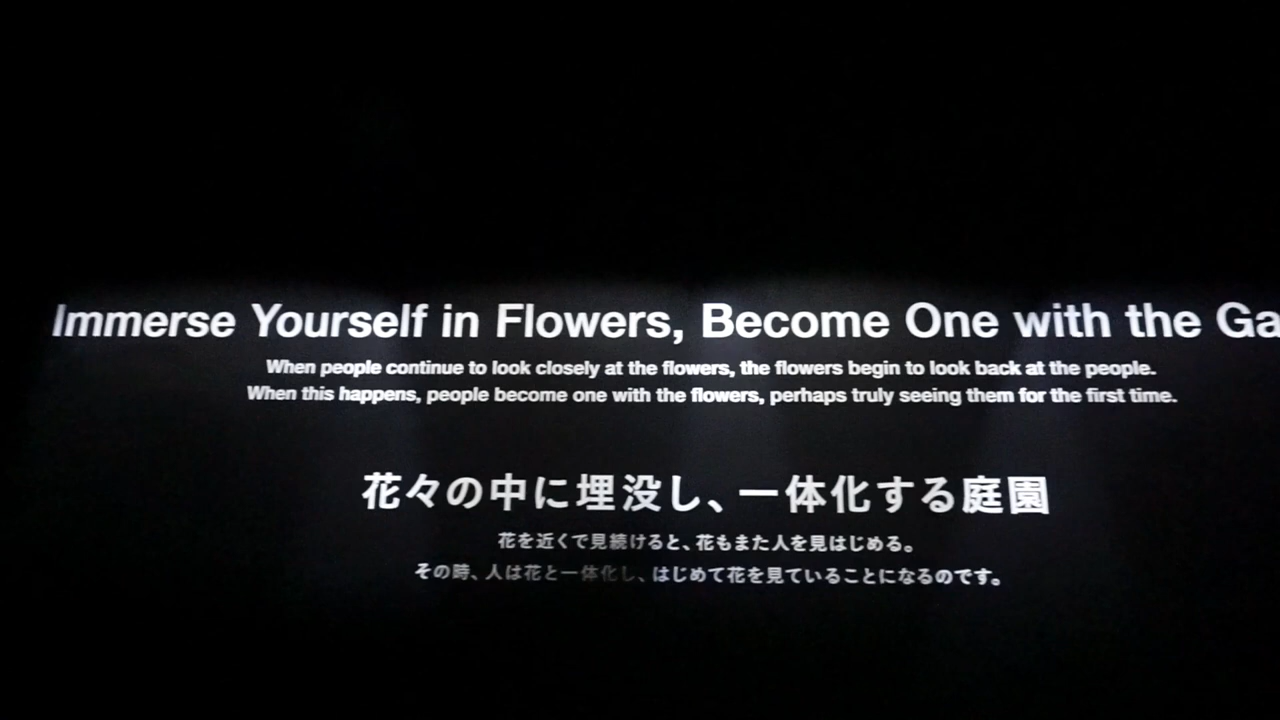 Immerse Yourself in Flowers, Become One with the Ga
When people continue to look closely at the flowers, the flowers begin to look back at the people.
When this happens, people become one with the flowers, perhaps truly seeing them for the first time.
花々の中に埋没し、一体化する庭園
花を近くで見続けると、花もまた人を見はじめる。
その時、人は花と一体化し、はじめて花を見ていることになるのです。